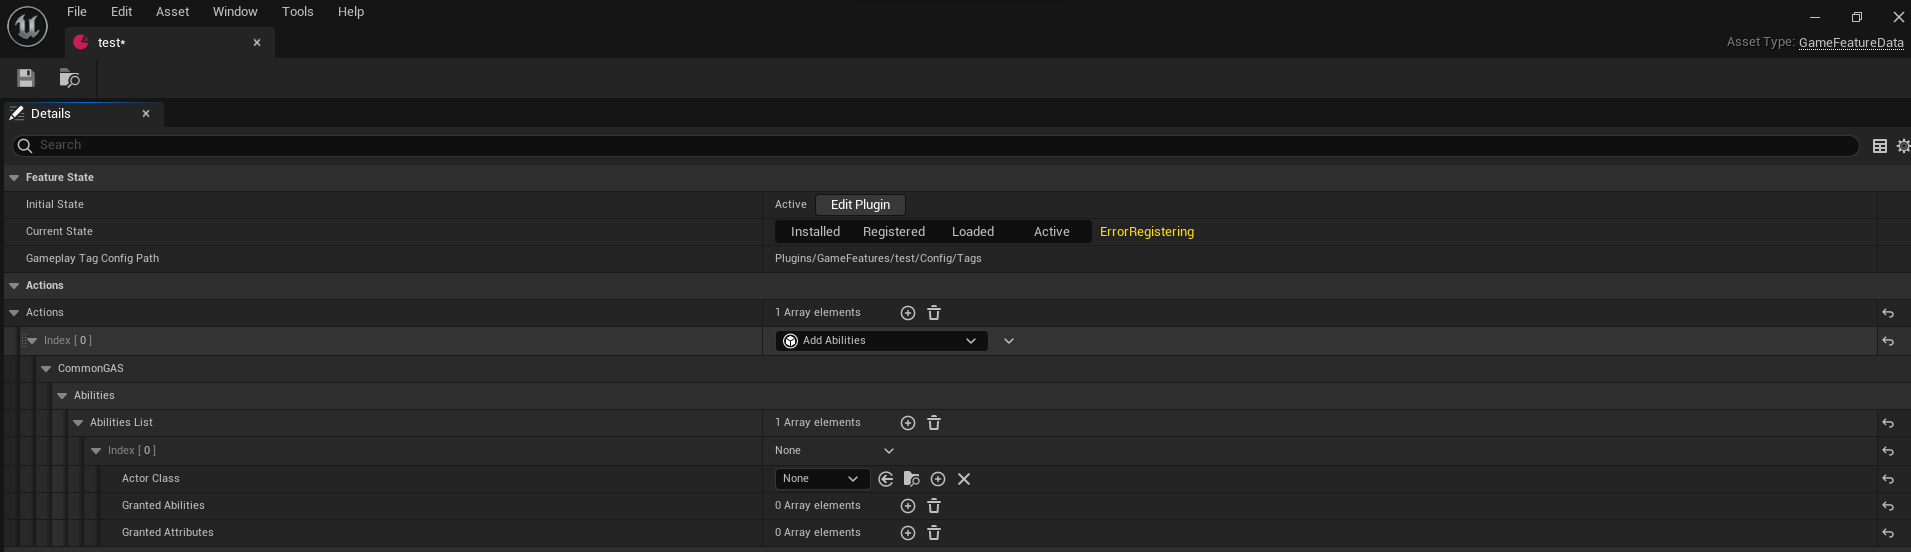 File Edit Asset Window Tools Help
test*
Asset Type: GameFeatureData
Details
Search
Feature State
Initial State Active Edit Plugin
Current State Installed Registered Loaded Active ErrorRegistering
Gameplay Tag Config Path Plugins/GameFeatures/test/Config/Tags
Actions
Actions 1 Array elements
Index [ 0 ] Add Abilities
CommonGAS
Abilities
Abilities List 1 Array elements
Index [ 0 ] None
Actor Class None
Granted Abilities 0 Array elements
Granted Attributes 0 Array elements